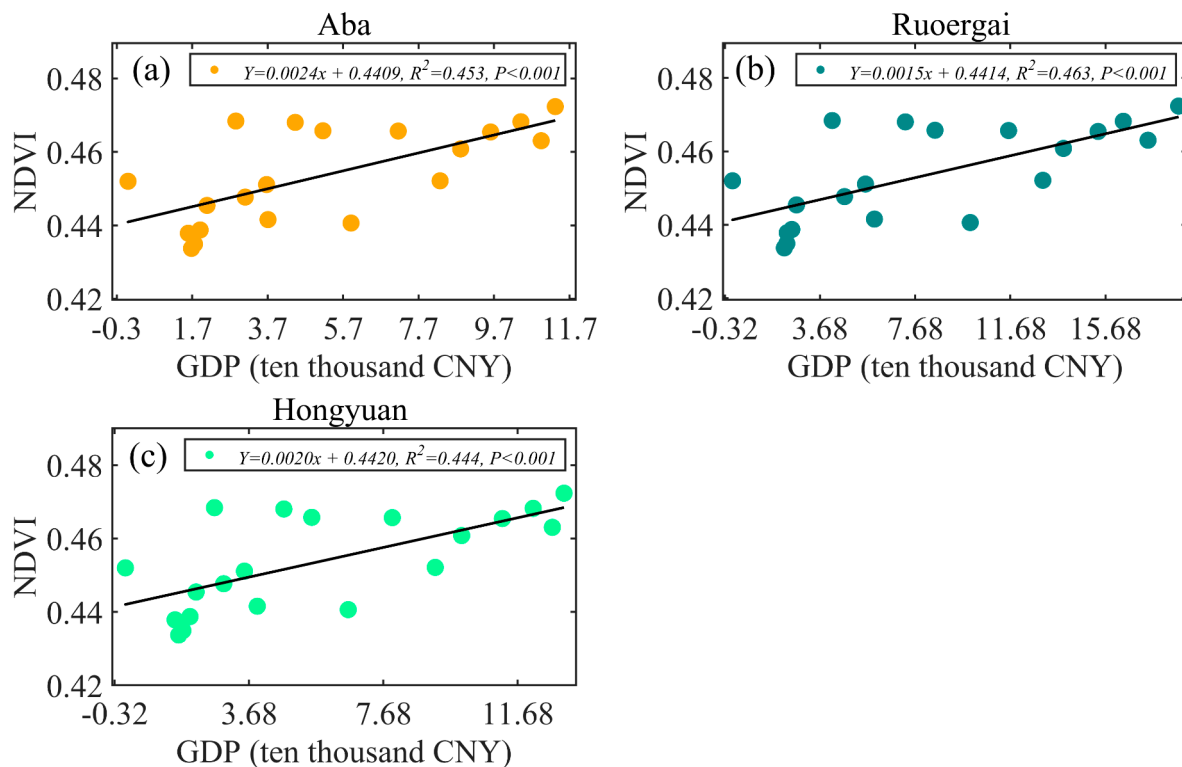 Aba
(a)
Y=0.0024x + 0.4409, R²=0.453, P<0.001
NDVI
0.48
0.46
0.44
0.42
-0.3 1.7 3.7 5.7 7.7 9.7 11.7
GDP (ten thousand CNY)
Ruoergai
(b)
Y=0.0015x + 0.4414, R²=0.463, P<0.001
NDVI
0.48
0.46
0.44
0.42
-0.32 3.68 7.68 11.68 15.68
GDP (ten thousand CNY)
Hongyuan
(c)
Y=0.0020x + 0.4420, R²=0.444, P<0.001
NDVI
0.48
0.46
0.44
0.42
-0.32 3.68 7.68 11.68
GDP (ten thousand CNY)